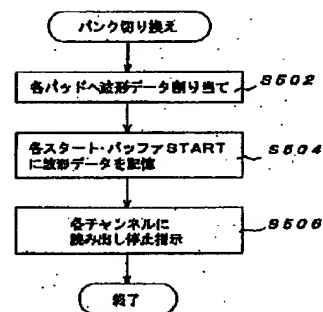 バンク切り換え
各パッドへ波形データ割り当て
S502
各スタート・バッファSTART
に波形データを記憶
S504
各チャンネルに
読み出し停止指示
S506
終了